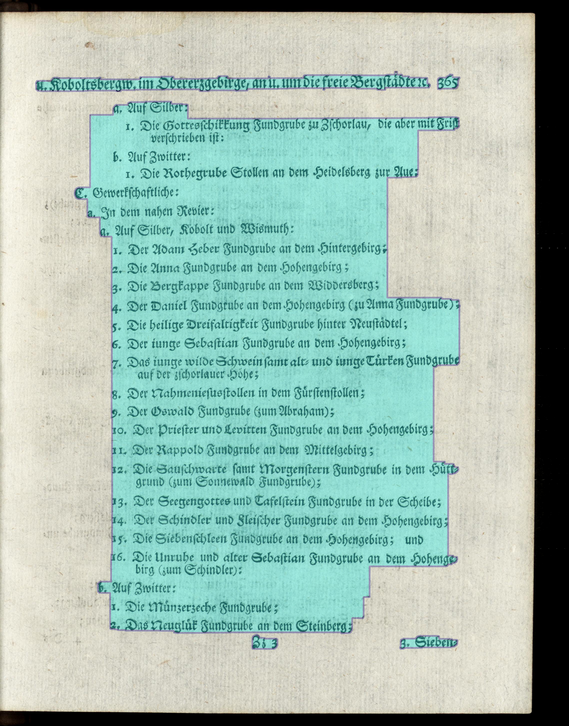 u. Koboltsbergw. im Obererzgebirge, an u. um die freie Bergstädte ꝛc. 365
a. Auf Silber:
1. Die Gottesschikkung Fundgrube zu Zschorlau, die aber mit Frist
verschrieben ist:
b. Auf Zwitter:
1. Die Rothegrube Stollen an dem Heidelsberg zur Aue;
C. Gewerkschaftliche:
a. In dem nahen Revier:
a. Auf Silber, Kobolt und Wismuth:
1. Der Adam Heber Fundgrube an dem Hintergebirg;
2. Die Anna Fundgrube an dem Hohengebirg;
3. Die Bergkappe Fundgrube an dem Widdersberg;
4. Der Daniel Fundgrube an dem Hohengebirg (zu Anna Fundgrube);
5. Die heilige Dreifaltigkeit Fundgrube hinter Neustädtel;
6. Der iunge Sebastian Fundgrube an dem Hohengebirg;
7. Das iunge wilde Schwein samt alt- und iunge Türken Fundgrube
auf der zschorlauer Höhe;
8. Der Nahmeniesusstollen in dem Fürstenstollen;
9. Der Oswald Fundgrube (zum Abraham);
10. Der Priester und Levitten Fundgrube an dem Hohengebirg;
11. Der Rappold Fundgrube an dem Mittelgebirg;
12. Die Sauschwarte samt Morgenstern Fundgrube in dem Hütt-
grund (zum Sonnewald Fundgrube);
13. Der Seegengottes und Tafelstein Fundgrube in der Scheibe;
14. Der Schindler und Fleischer Fundgrube an dem Hohengebirg;
15. Die Siebenschleen Fundgrube an dem Hohengebirg; und
16. Die Unruhe und alter Sebastian Fundgrube an dem Hohenge-
birg (zum Schindler):
b. Auf Zwitter:
1. Die Münzerzeche Fundgrube;
2. Das Neuglük Fundgrube an dem Steinberg;
Zz 3 3. Sieben-